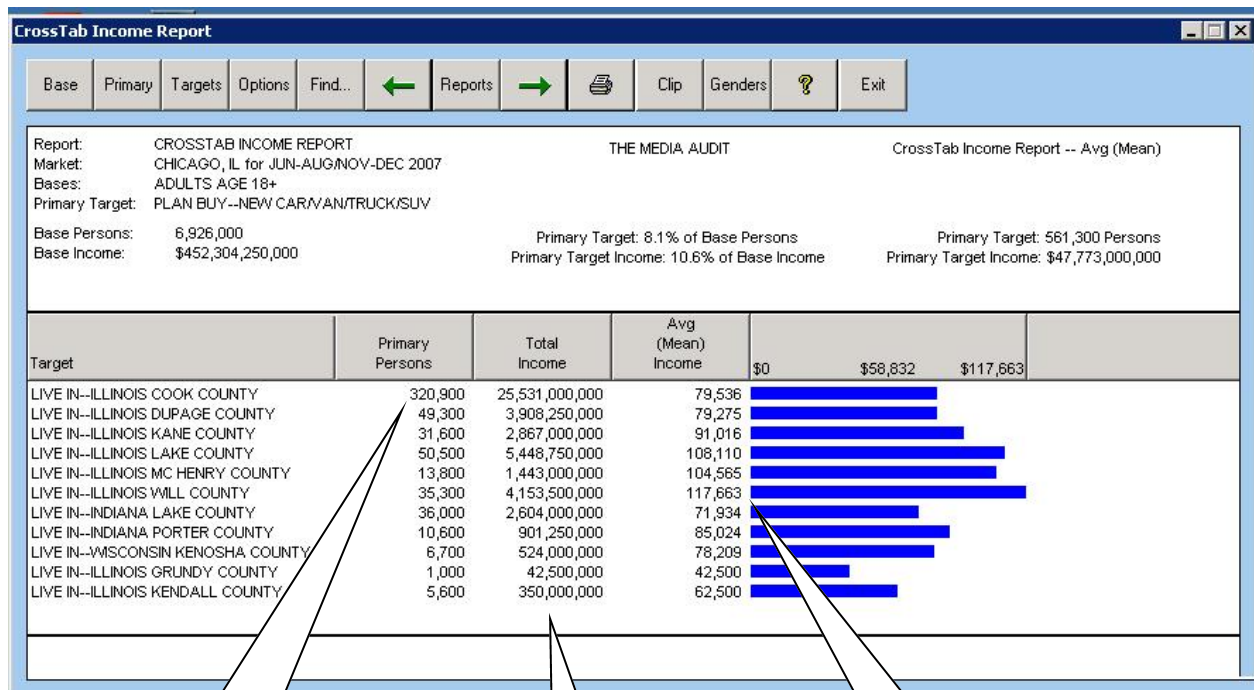 CrossTab Income Report
Base Primary Targets Options Find... Reports Clip Genders ? Exit
Report: CROSSTAB INCOME REPORT THE MEDIA AUDIT CrossTab Income Report -- Avg (Mean)
Market: CHICAGO, IL for JUN-AUG/NOV-DEC 2007
Bases: ADULTS AGE 18+
Primary Target: PLAN BUY--NEW CAR/VAN/TRUCK/SUV
Base Persons: 6,926,000 Primary Target: 8.1% of Base Persons Primary Target: 561,300 Persons
Base Income: $452,304,250,000 Primary Target Income: 10.6% of Base Income Primary Target Income: $47,773,000,000
Target Primary Persons Total Income Avg (Mean) Income $0 $58,832 $117,663
LIVE IN--ILLINOIS COOK COUNTY 320,900 25,531,000,000 79,536
LIVE IN--ILLINOIS DUPAGE COUNTY 49,300 3,908,250,000 79,275
LIVE IN--ILLINOIS KANE COUNTY 31,600 2,867,000,000 91,016
LIVE IN--ILLINOIS LAKE COUNTY 50,500 5,448,750,000 108,110
LIVE IN--ILLINOIS MC HENRY COUNTY 13,800 1,443,000,000 104,565
LIVE IN--ILLINOIS WILL COUNTY 35,300 4,153,500,000 117,663
LIVE IN--INDIANA LAKE COUNTY 36,000 2,604,000,000 71,934
LIVE IN--INDIANA PORTER COUNTY 10,600 901,250,000 85,024
LIVE IN--WISCONSIN KENOSHA COUNTY 6,700 524,000,000 78,209
LIVE IN--ILLINOIS GRUNDY COUNTY 1,000 42,500,000 42,500
LIVE IN--ILLINOIS KENDALL COUNTY 5,600 350,000,000 62,500